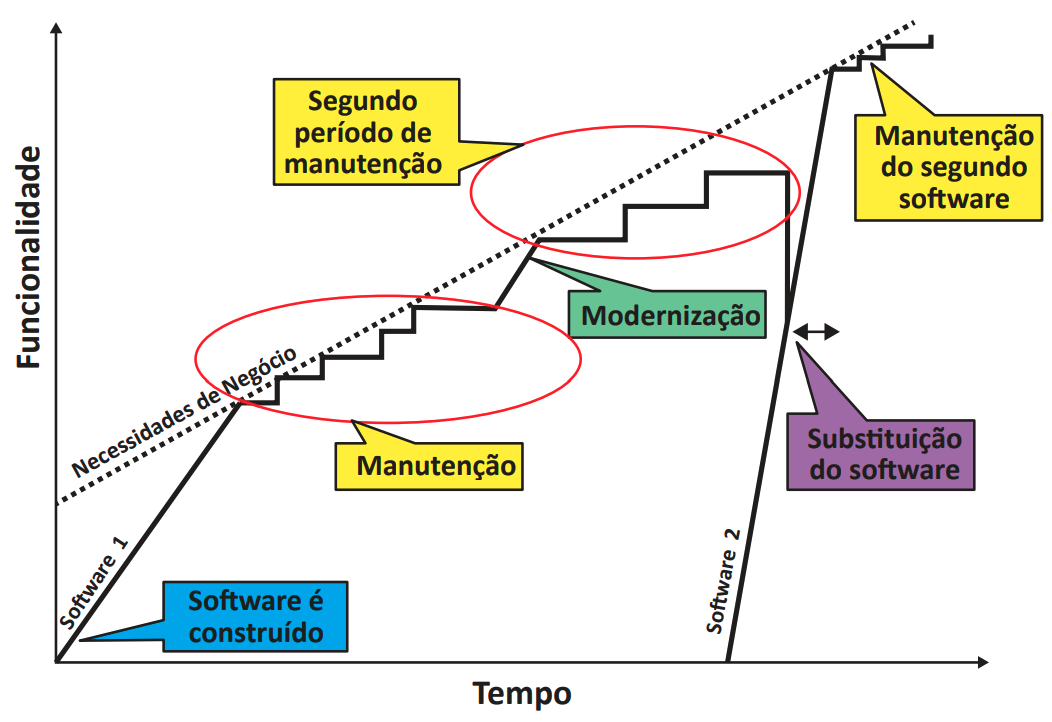 Segundo
período de
manutenção
Manutenção
do segundo
software
Funcionalidade
Modernização
Necessidades de Negócio
Manutenção
Substituição
do software
Software 1
Software 2
Software é
construído
Tempo